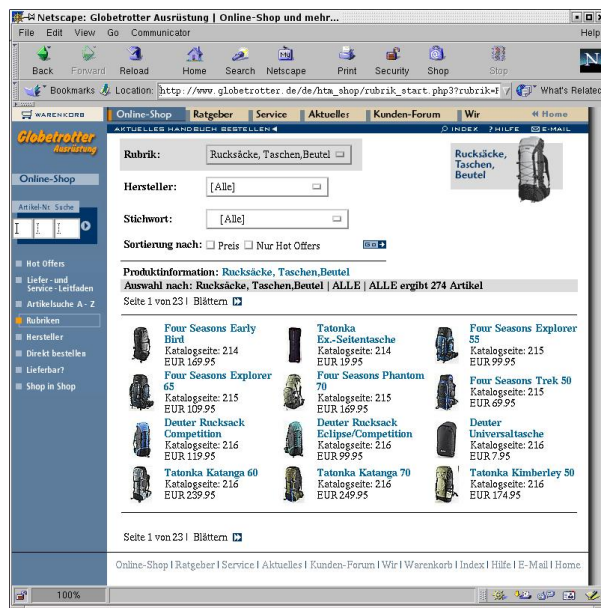 Netscape: Globetrotter Ausrüstung | Online-Shop und mehr...
File Edit View Go Communicator Help
Back Forward Reload Home Search Netscape Print Security Shop Stop N
Bookmarks Location: http://www.globetrotter.de/de/htm_shop/rubrik_start.php3?rubrik= What's Related
WARENKORB
Online-Shop Ratgeber Service Aktuelles Kunden-Forum Wir Home
AKTUELLES HANDBUCH BESTELLEN INDEX ?HILFE E-MAIL
Globetrotter
Ausrüstung
Online-Shop
Artikel-Nr. Suche
Hot Offers
Liefer- und
Service-Leitfaden
Artikelsuche A - Z
Rubriken
Hersteller
Direkt bestellen
Lieferbar?
Shop in Shop
Rubrik: Rucksäcke, Taschen,Beutel
Rucksäcke,
Taschen,
Beutel
Hersteller: [Alle]
Stichwort: [Alle]
Sortierung nach: Preis Nur Hot Offers GO
Produktinformation: Rucksäcke, Taschen,Beutel
Auswahl nach: Rucksäcke, Taschen,Beutel | ALLE | ALLE ergibt 274 Artikel
Seite 1 von 23 | Blättern
Four Seasons Early
Bird
Katalogseite: 214
EUR 169.95
Tatonka
Ex.-Seitentasche
Katalogseite: 214
EUR 19.95
Four Seasons Explorer
55
Katalogseite: 215
EUR 99.95
Four Seasons Explorer
65
Katalogseite: 215
EUR 109.95
Four Seasons Phantom
70
Katalogseite: 215
EUR 169.95
Four Seasons Trek 50
Katalogseite: 215
EUR 69.95
Deuter Rucksack
Competition
Katalogseite: 216
EUR 119.95
Deuter Rucksack
Eclipse/Competition
Katalogseite: 216
EUR 99.95
Deuter
Universaltasche
Katalogseite: 216
EUR 7.95
Tatonka Katanga 60
Katalogseite: 216
EUR 239.95
Tatonka Katanga 70
Katalogseite: 216
EUR 249.95
Tatonka Kimberley 50
Katalogseite: 216
EUR 174.95
Seite 1 von 23 | Blättern
Online-Shop | Ratgeber | Service | Aktuelles | Kunden-Forum | Wir | Warenkorb | Index | Hilfe | E-Mail | Home
100%